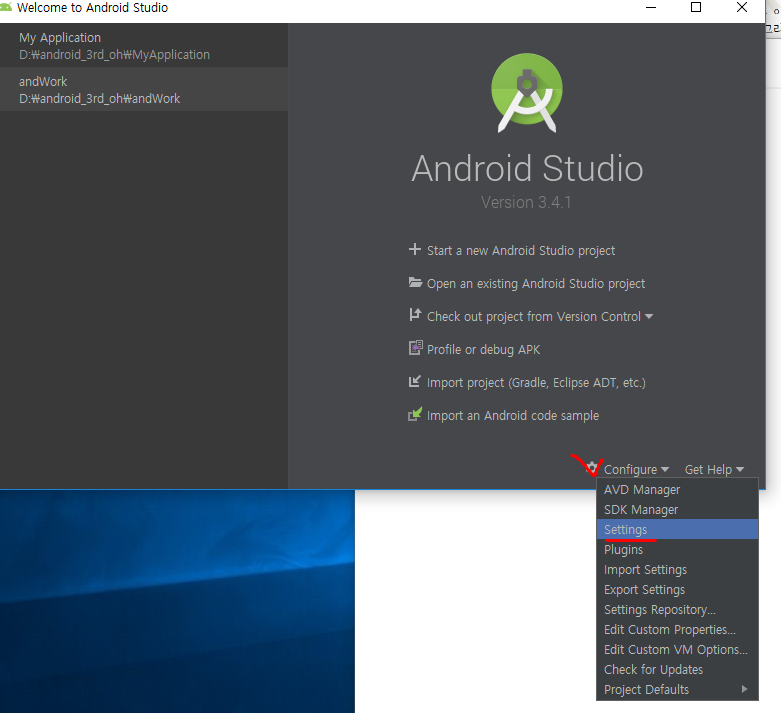 Welcome to Android Studio
My Application
D:₩android_3rd_oh₩MyApplication
andWork
D:₩android_3rd_oh₩andWork
Android Studio
Version 3.4.1
Start a new Android Studio project
Open an existing Android Studio project
Check out project from Version Control
Profile or debug APK
Import project (Gradle, Eclipse ADT, etc.)
Import an Android code sample
Configure
Get Help
AVD Manager
SDK Manager
Settings
Plugins
Import Settings
Export Settings
Settings Repository...
Edit Custom Properties...
Edit Custom VM Options...
Check for Updates
Project Defaults